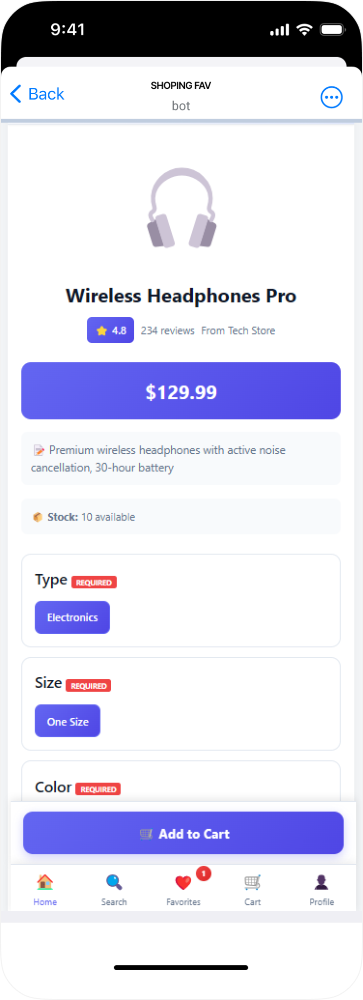 9:41
Back
SHOPING FAV
bot
Wireless Headphones Pro
4.8 234 reviews From Tech Store
$129.99
Premium wireless headphones with active noise
cancellation, 30-hour battery
Stock: 10 available
Type REQUIRED
Electronics
Size REQUIRED
One Size
Color REQUIRED
Add to Cart
1
Home Search Favorites Cart Profile